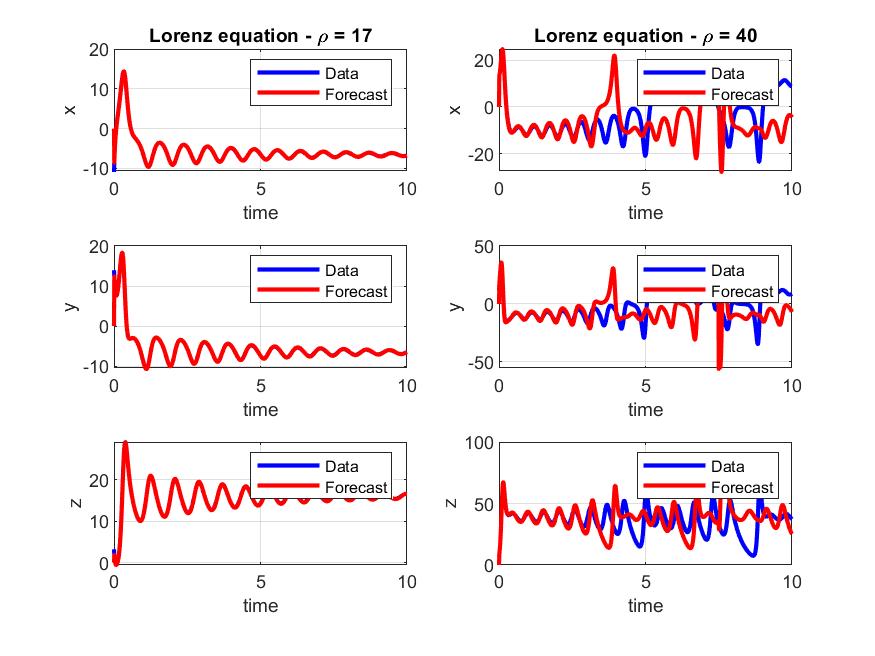 Lorenz equation - ρ = 17
20
10
0
-10
x
Data
Forecast
0
5
10
time
Lorenz equation - ρ = 40
20
0
-20
x
Data
Forecast
0
5
10
time
20
10
0
-10
y
Data
Forecast
0
5
10
time
50
0
-50
y
Data
Forecast
0
5
10
time
20
10
0
z
Data
Forecast
0
5
10
time
100
50
0
z
Data
Forecast
0
5
10
time